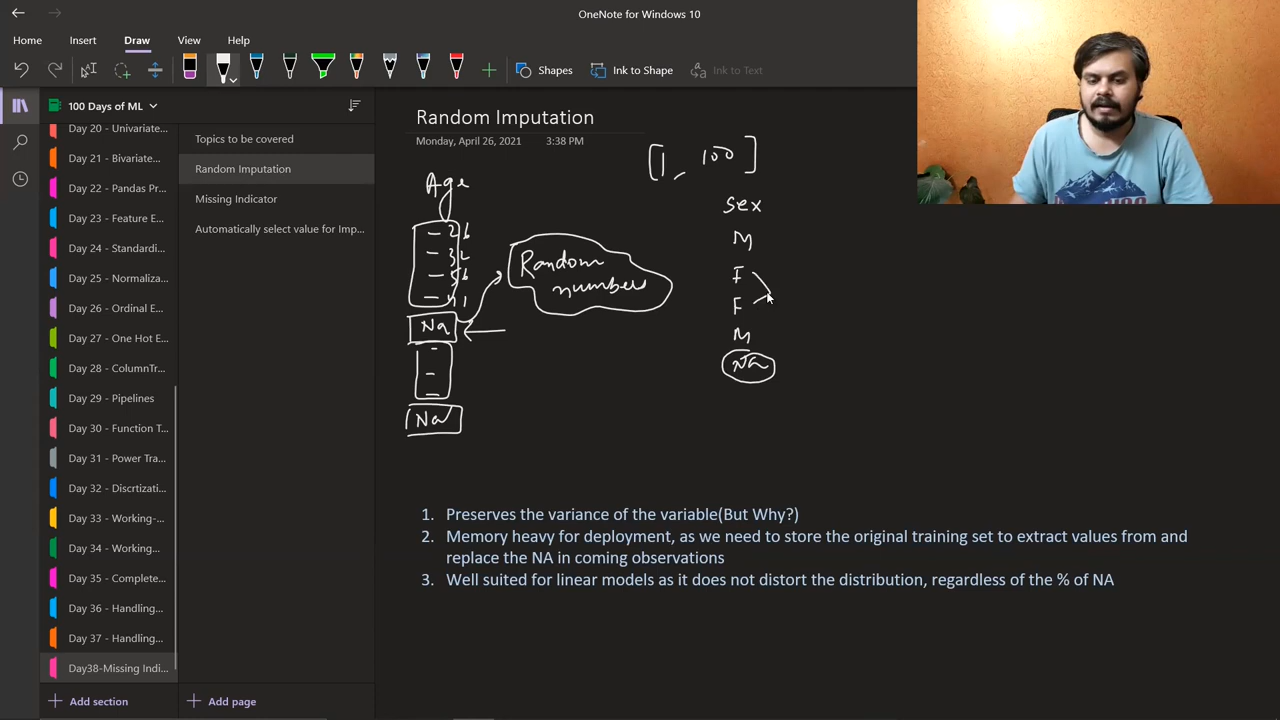 OneNote for Windows 10
Home Insert Draw View Help
Shapes Ink to Shape Ink to Text
100 Days of ML
Day 20 - Univariate...
Day 21 - Bivariate...
Day 22 - Pandas Pr...
Day 23 - Feature E...
Day 24 - Standardi...
Day 25 - Normaliza...
Day 26 - Ordinal E...
Day 27 - One Hot E...
Day 28 - ColumnTr...
Day 29 - Pipelines
Day 30 - Function T...
Day 31 - Power Tra...
Day 32 - Discrtizati...
Day 33 - Working-...
Day 34 - Working...
Day 35 - Complete...
Day 36 - Handling...
Day 37 - Handling...
Day38-Missing Indi...
Add section
Topics to be covered
Random Imputation
Missing Indicator
Automatically select value for Imp...
Add page
Random Imputation
Monday, April 26, 2021 3:38 PM
[1, 100]
Age
26
32
56
41
Na
Na
Random
numbers
Sex
M
F
F
M
Na
1. Preserves the variance of the variable(But Why?)
2. Memory heavy for deployment, as we need to store the original training set to extract values from and
replace the NA in coming observations
3. Well suited for linear models as it does not distort the distribution, regardless of the % of NA